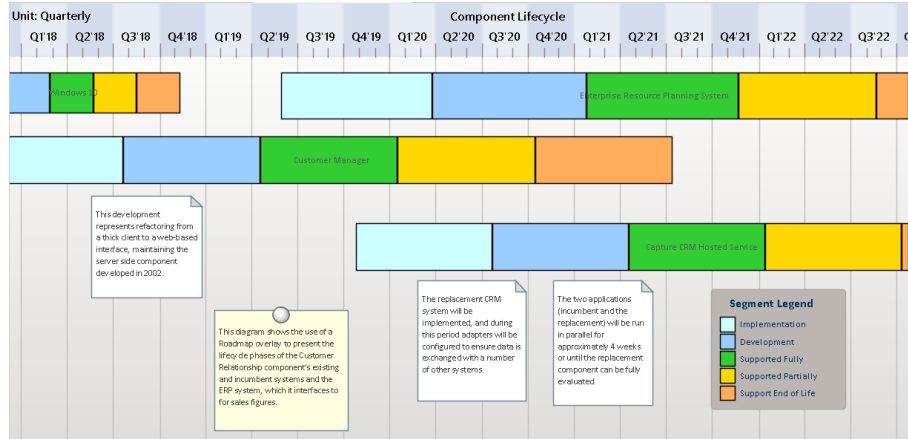 Unit: Quarterly
Component Lifecycle
Q1'18 Q2'18 Q3'18 Q4'18 Q1'19 Q2'19 Q3'19 Q4'19 Q1'20 Q2'20 Q3'20 Q4'20 Q1'21 Q2'21 Q3'21 Q4'21 Q1'22 Q2'22 Q3'22 Q
Windows 10
Enterprise Resource Planning System
Customer Manager
Capture CRM Hosted Service
This development
represents refactoring from
a thick client to a web-based
interface, maintaining the
server side component
developed in 2002.
This diagram shows the use of a
Roadmap overlay to present the
lifecycle phases of the Customer
Relationship component's existing
and incumbent systems and the
ERP system, which it interfaces to
for sales figures.
The replacement CRM
system will be
implemented, and during
this period adapters will be
configured to ensure data is
exchanged with a number
of other systems.
The two applications
(incumbent and the
replacement) will be run
in parallel for
approximately 4 weeks
or until the replacement
component can be fully
evaluated.
Segment Legend
Implementation
Development
Supported Fully
Supported Partially
Support End of Life